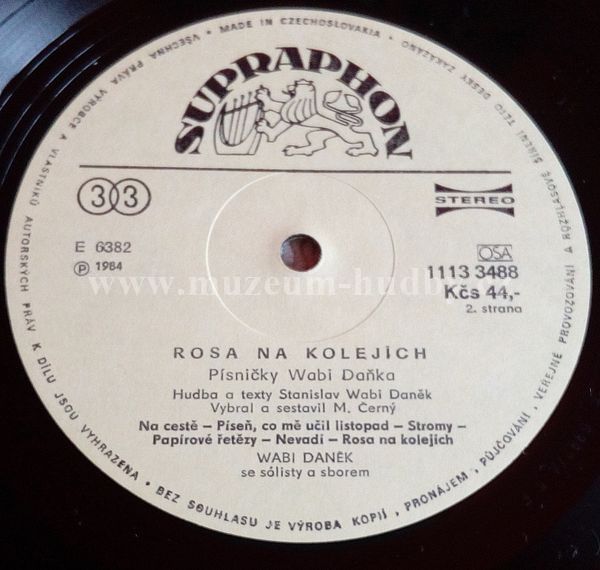 VŠECHNA PRÁVA VÝROBCE A VLASTNÍKŮ AUTORSKÝCH PRÁV K DÍLU JSOU VYHRAZENA • BEZ SOUHLASU JE VÝROBA KOPIÍ, PRONÁJEM, PŮJČOVÁNÍ, VEŘEJNÉ PROVOZOVÁNÍ A ROZHLASOVÉ ŠÍŘENÍ TÉTO DESKY ZAKÁZÁNO • MADE IN CZECHOSLOVAKIA •
SUPRAPHON
33
STEREO
E 6382
OSA
Ⓟ 1984
1113 3488
www.muzeum-hudby.
Kčs 44,-
2. strana
ROSA NA KOLEJÍCH
Písničky Wabi Daňka
Hudba a texty Stanislav Wabi Daněk
Vybral a sestavil M. Černý
Na cestě – Píseň, co mě učil listopad – Stromy –
Papírové řetězy – Nevadí – Rosa na kolejích
WABI DANĚK
se sólisty a sborem